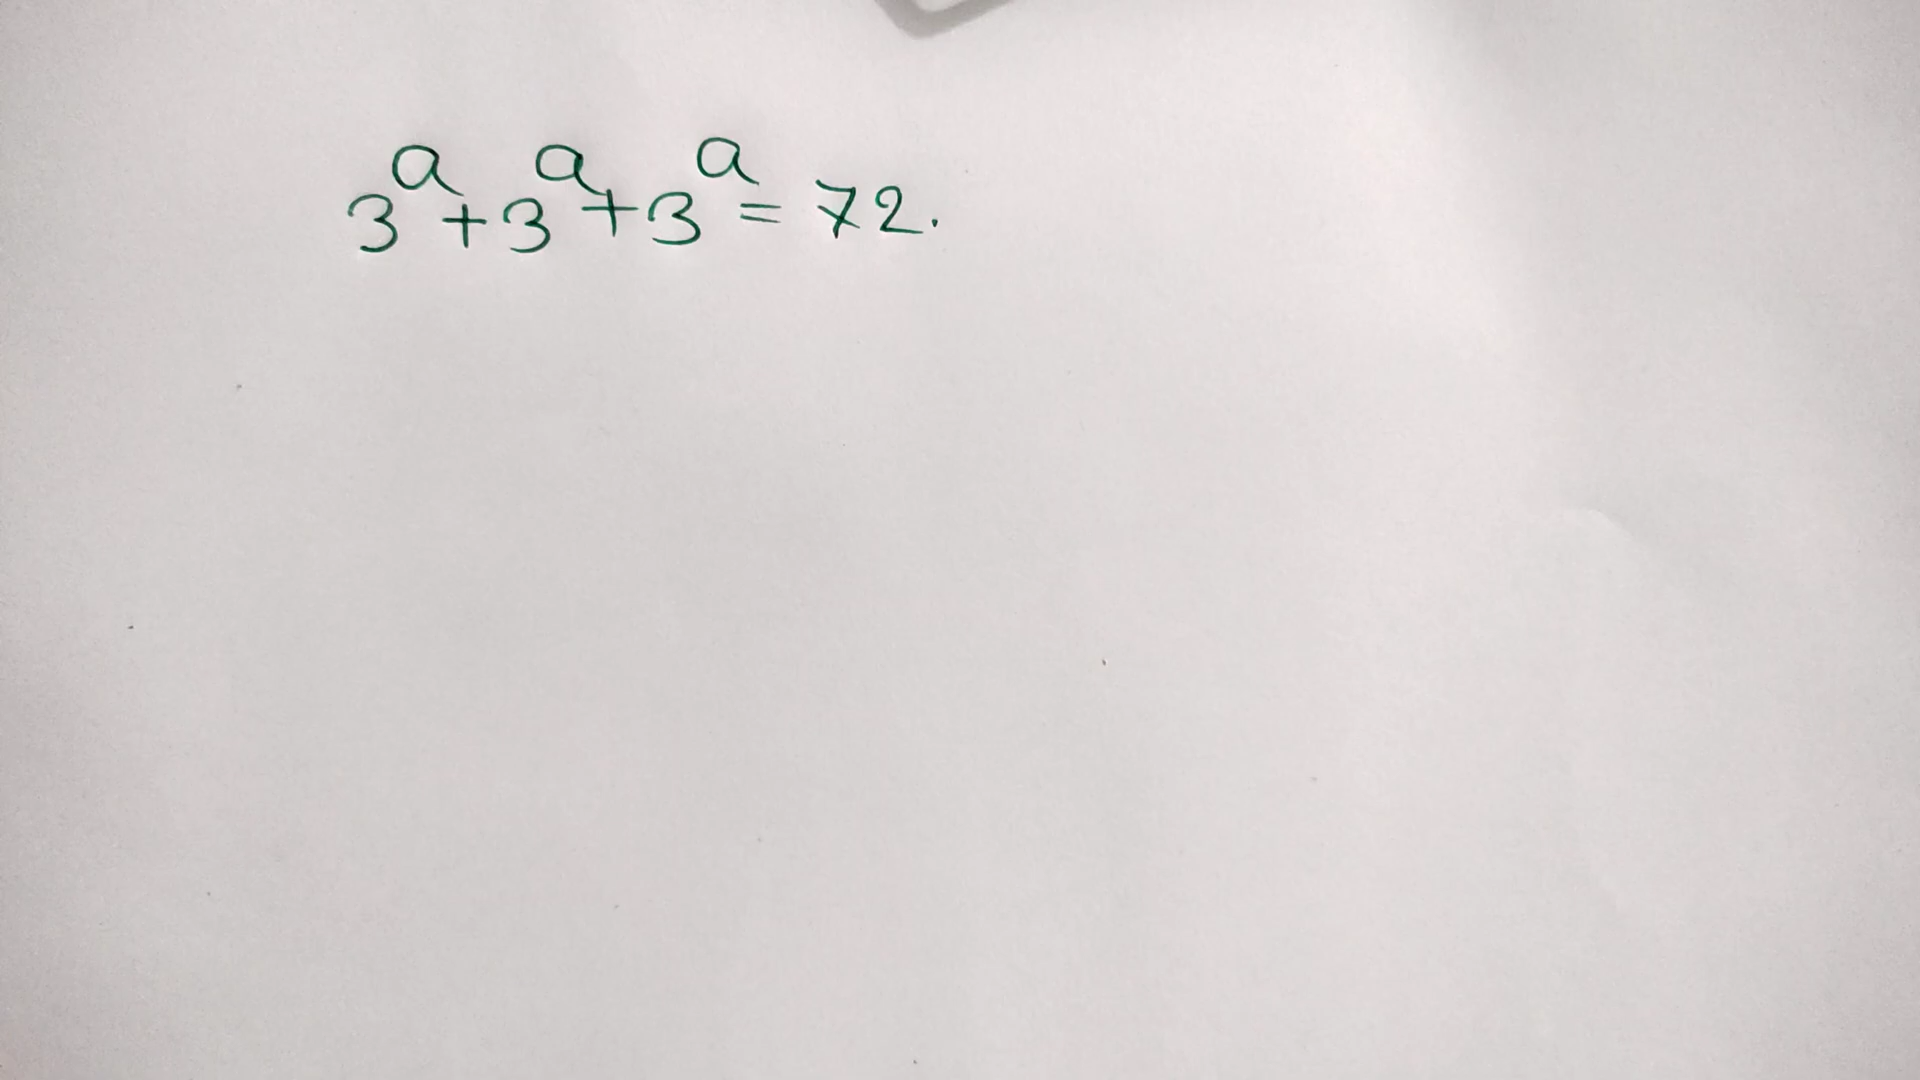 3^a + 3^a + 3^a = 72.